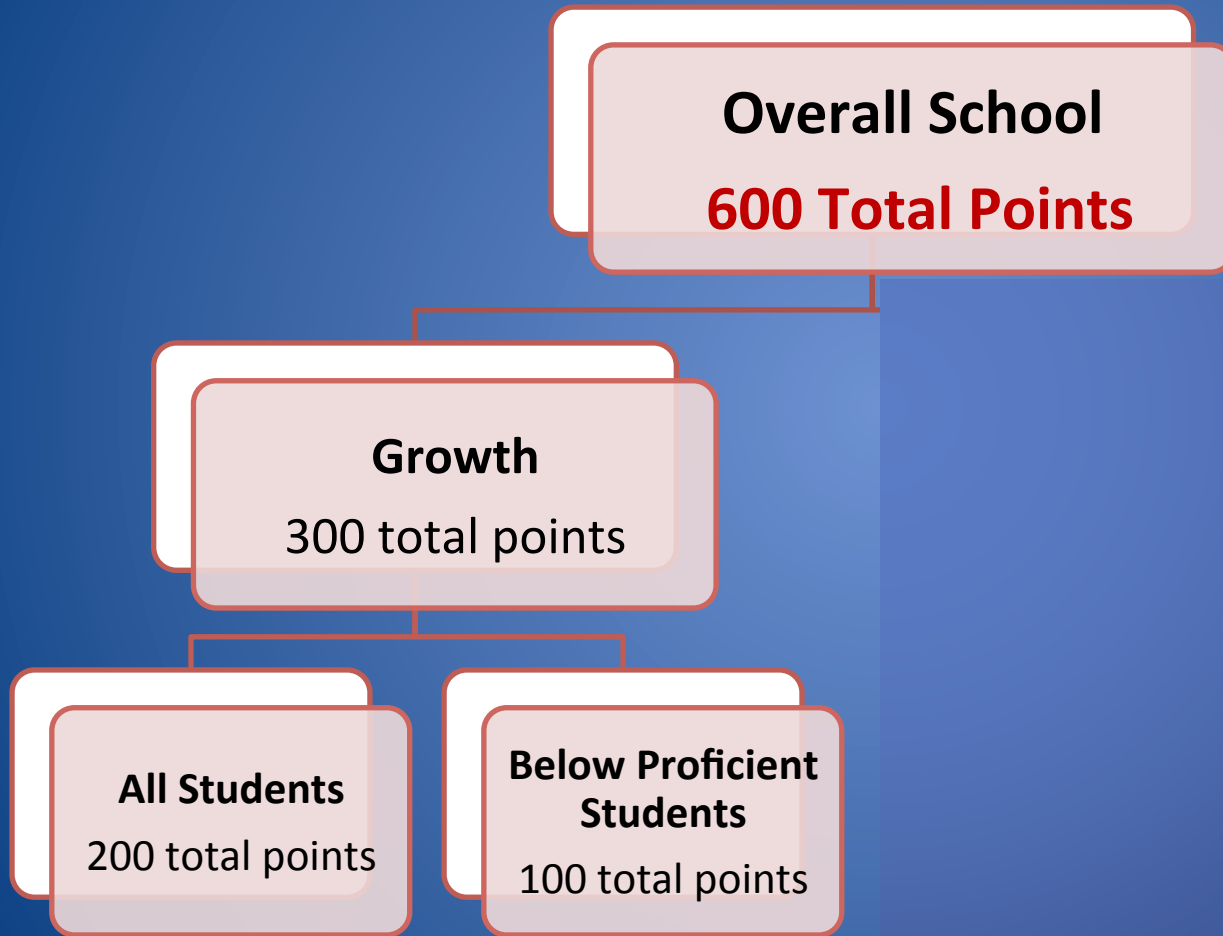 Overall School
600 Total Points
Growth
300 total points
All Students
200 total points
Below Proficient
Students
100 total points